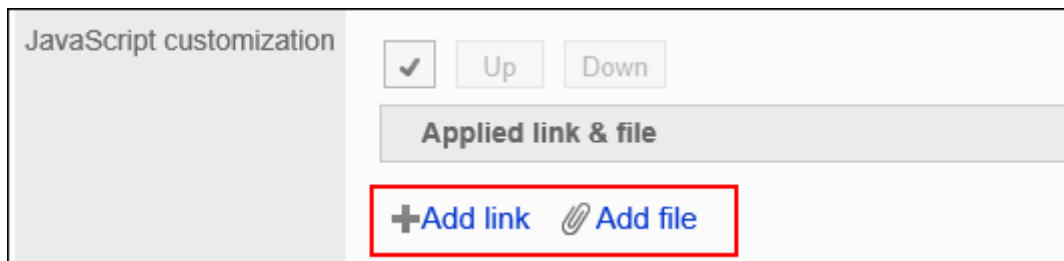 JavaScript customization
Up Down
Applied link & file
Add link Add file